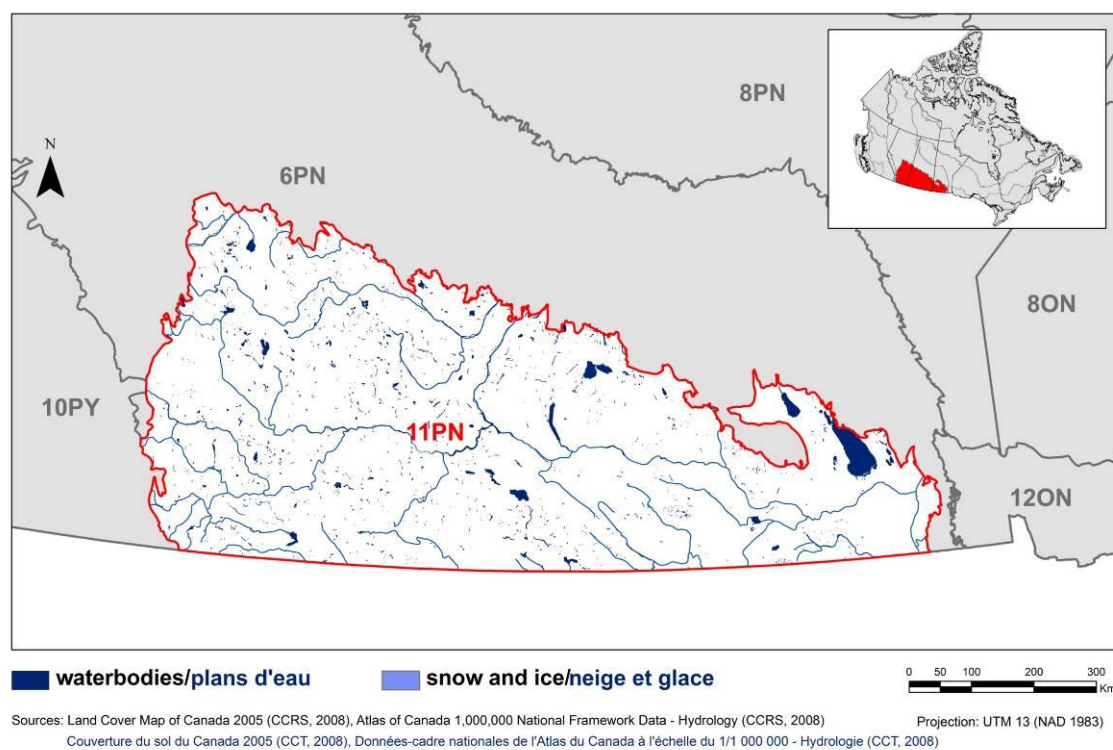 8PN
6PN
N
8ON
10PY
11PN
12ON
waterbodies/plans d'eau
snow and ice/neige et glace
0 50 100 200 300
Km
Sources: Land Cover Map of Canada 2005 (CCRS, 2008), Atlas of Canada 1,000,000 National Framework Data - Hydrology (CCRS, 2008)
Projection: UTM 13 (NAD 1983)
Couverture du sol du Canada 2005 (CCT, 2008), Données-cadre nationales de l'Atlas du Canada à l'échelle du 1/1 000 000 - Hydrologie (CCT, 2008)